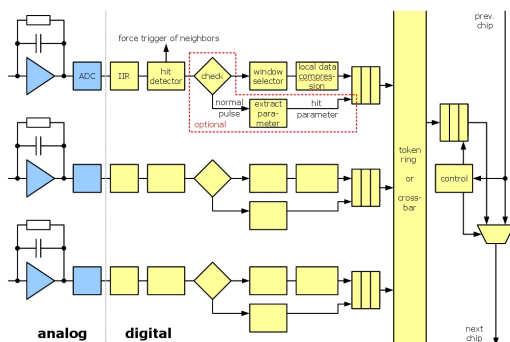 prev.
chip
force trigger of neighbors
ADC
IIR
hit
detector
check
window
selector
local data
compres-
sion
normal
pulse
extract
para-
meter
hit
parameter
optional
token
ring
or
cross-
bar
control
analog
digital
next
chip